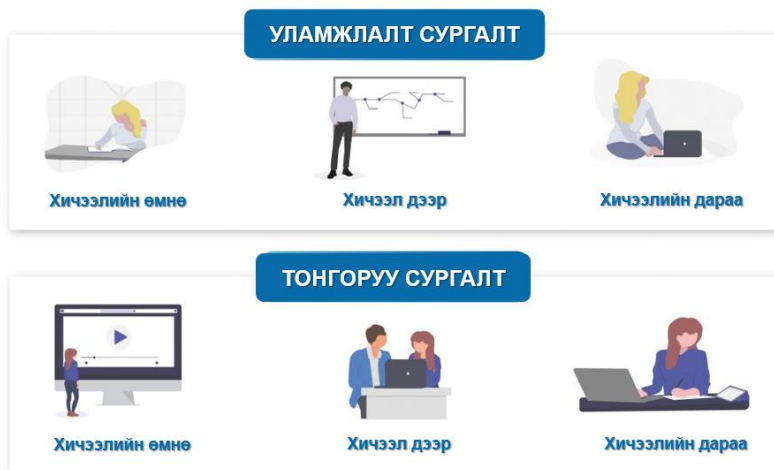 УЛАМЖЛАЛТ СУРГАЛТ
Хичээлийн өмнө
Хичээл дээр
Хичээлийн дараа
ТОНГОРУУ СУРГАЛТ
Хичээлийн өмнө
Хичээл дээр
Хичээлийн дараа